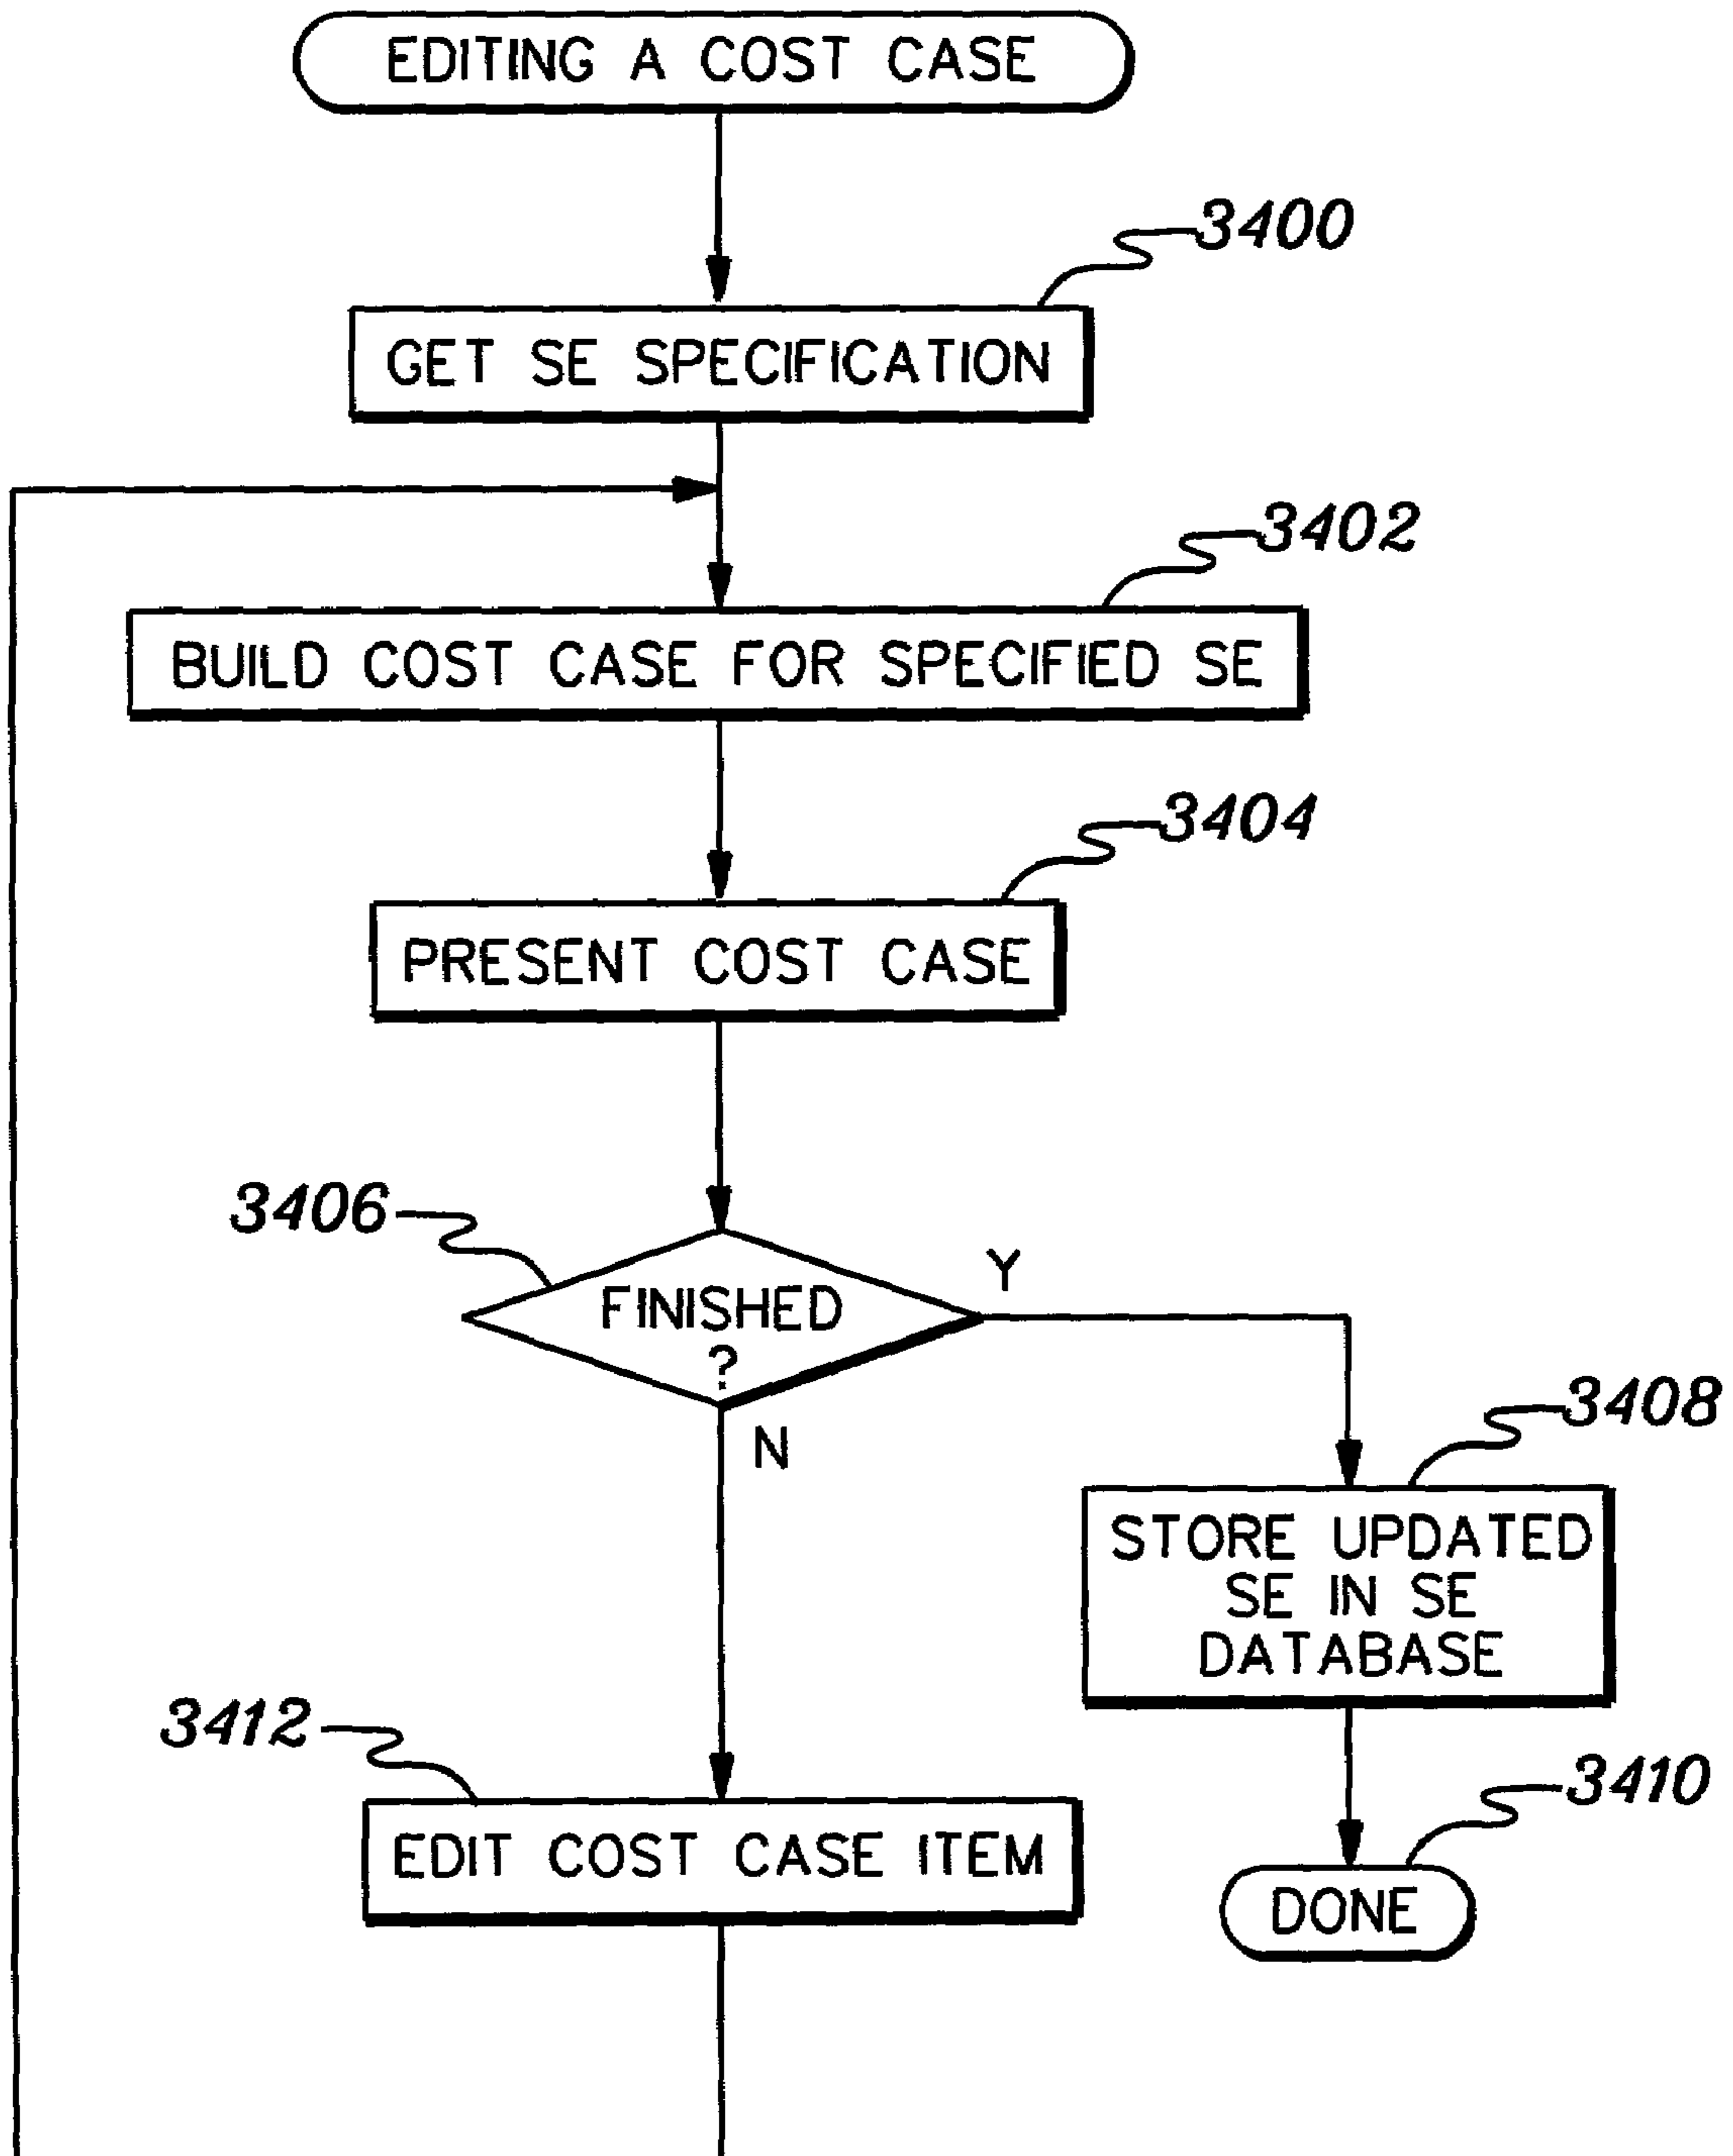 EDITING A COST CASE
3400
GET SE SPECIFICATION
3402
BUILD COST CASE FOR SPECIFIED SE
3404
PRESENT COST CASE
3406
FINISHED
?
Y
N
3408
STORE UPDATED
SE IN SE
DATABASE
3412
EDIT COST CASE ITEM
3410
DONE